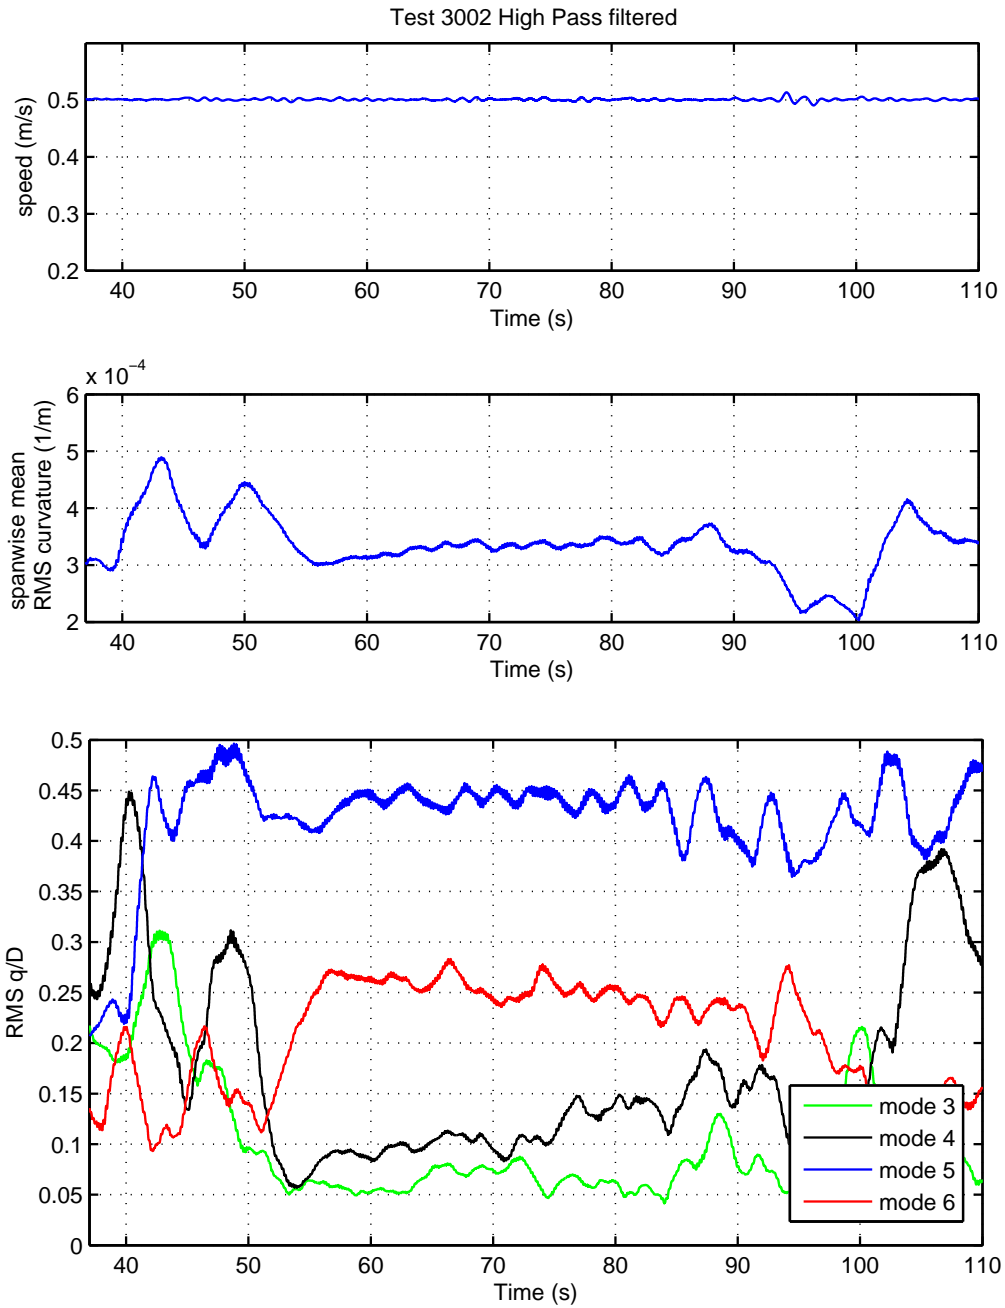 Test 3002 High Pass filtered
speed (m/s)
0.5
0.4
0.3
0.2
40 50 60 70 80 90 100 110
Time (s)
x 10⁻⁴
spanwise mean
RMS curvature (1/m)
6
5
4
3
2
40 50 60 70 80 90 100 110
Time (s)
RMS q/D
0.5
0.45
0.4
0.35
0.3
0.25
0.2
0.15
0.1
0.05
0
mode 3
mode 4
mode 5
mode 6
40 50 60 70 80 90 100 110
Time (s)